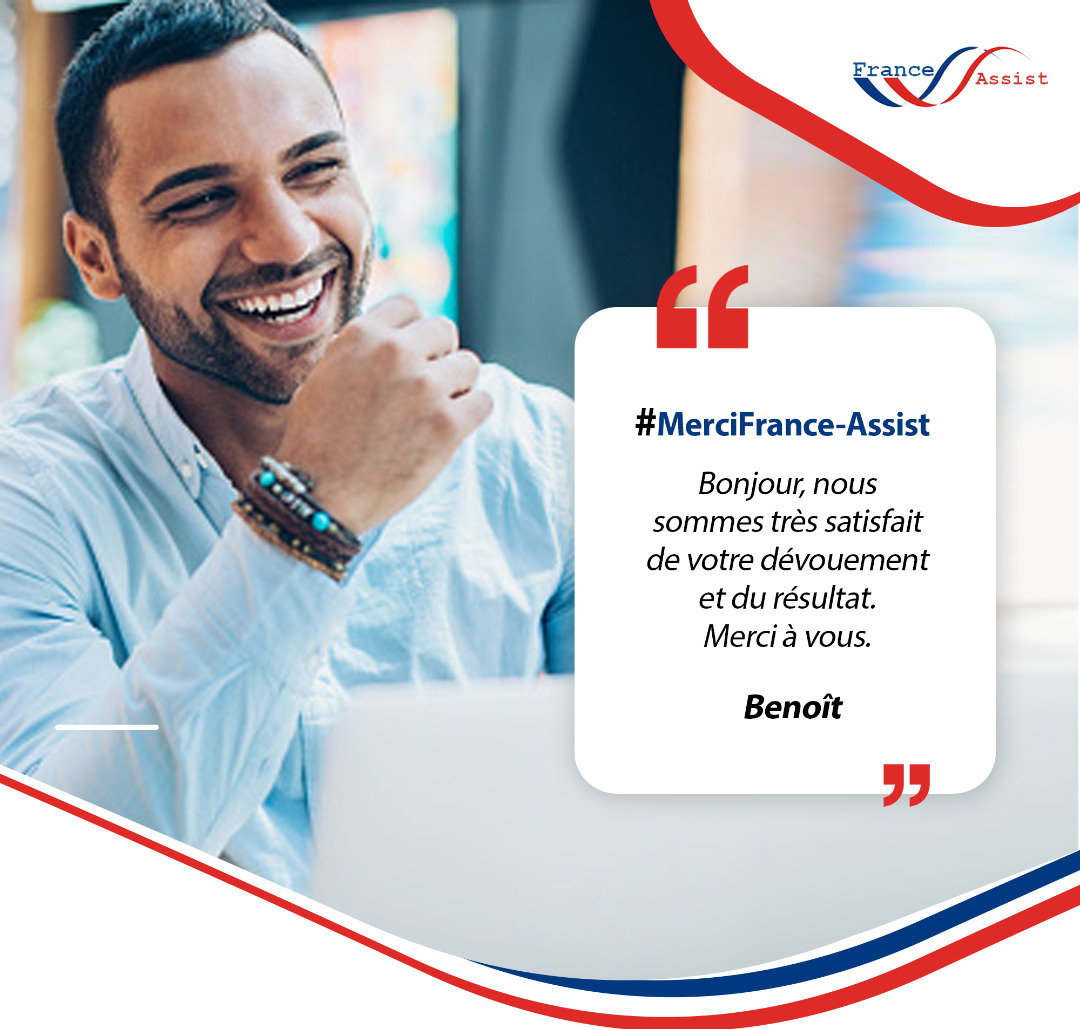 France Assist
“
#MerciFrance-Assist
Bonjour, nous
sommes très satisfait
de votre dévouement
et du résultat.
Merci à vous.
Benoît
”